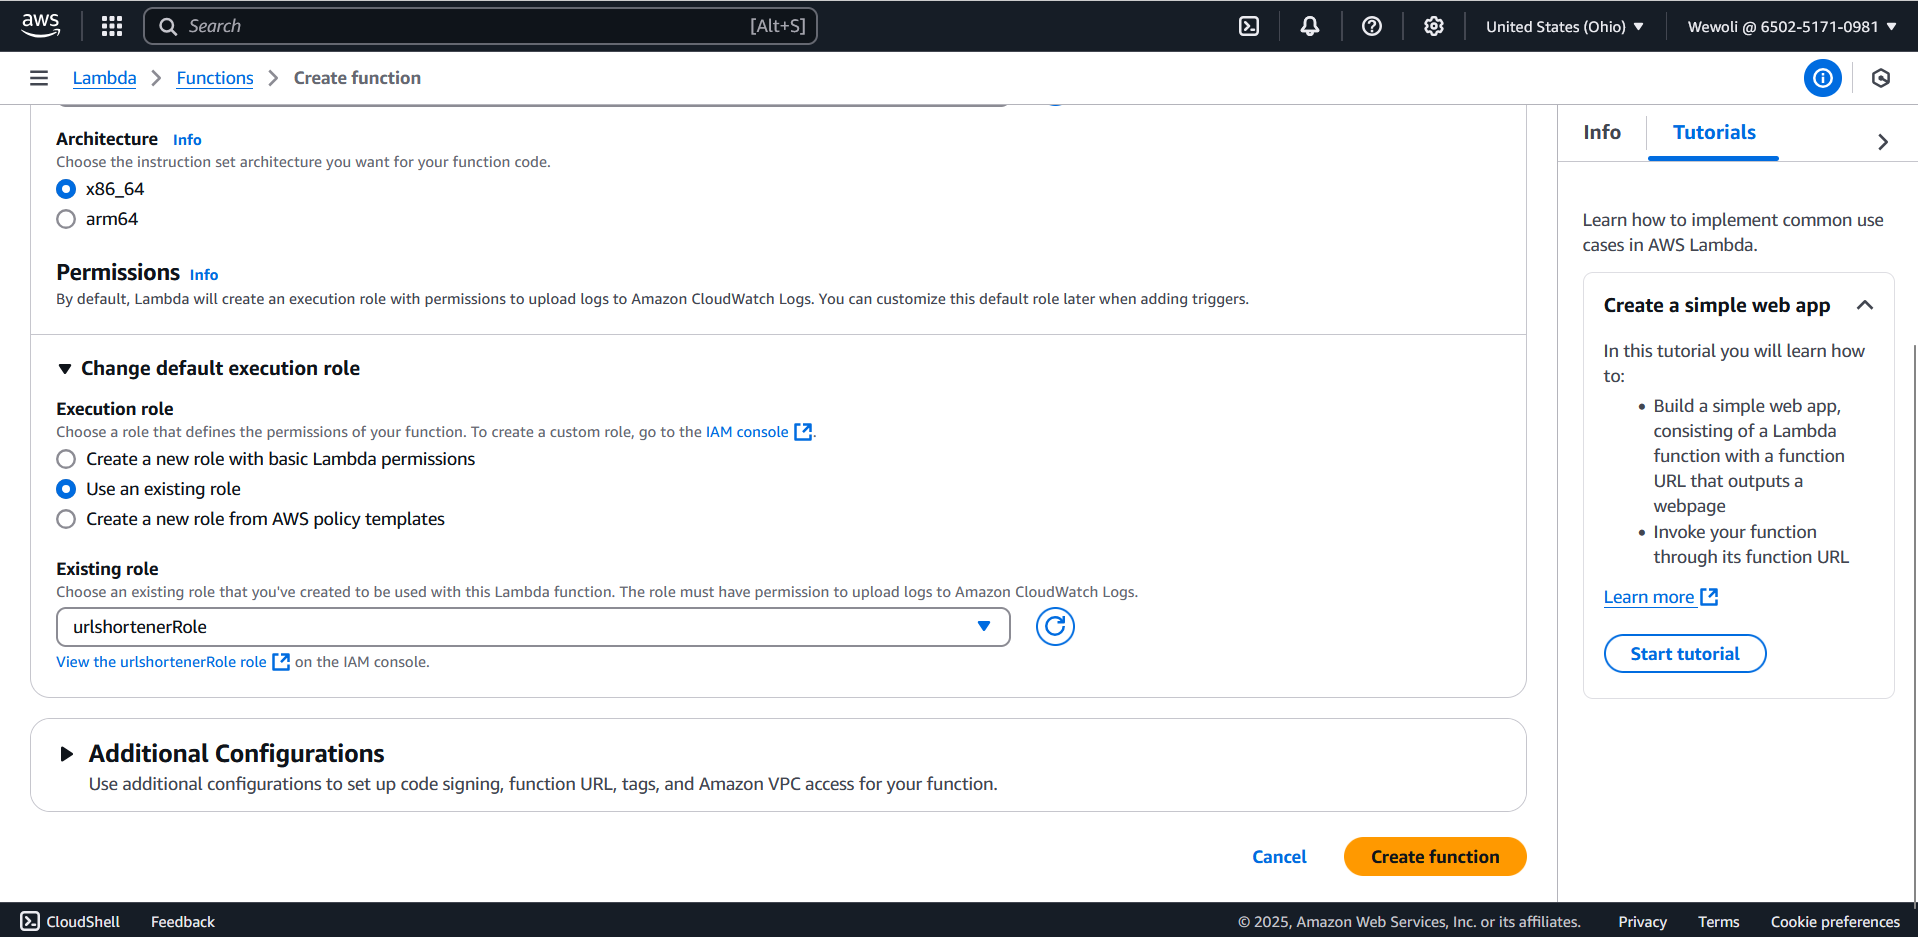 aws
Search [Alt+S]
United States (Ohio)
Wewoli @ 6502-5171-0981
Lambda > Functions > Create function
Architecture Info
Choose the instruction set architecture you want for your function code.
x86_64
arm64
Permissions Info
By default, Lambda will create an execution role with permissions to upload logs to Amazon CloudWatch Logs. You can customize this default role later when adding triggers.
Change default execution role
Execution role
Choose a role that defines the permissions of your function. To create a custom role, go to the IAM console .
Create a new role with basic Lambda permissions
Use an existing role
Create a new role from AWS policy templates
Existing role
Choose an existing role that you've created to be used with this Lambda function. The role must have permission to upload logs to Amazon CloudWatch Logs.
urlshortenerRole
View the urlshortenerRole role on the IAM console.
Additional Configurations
Use additional configurations to set up code signing, function URL, tags, and Amazon VPC access for your function.
Cancel
Create function
Info
Tutorials
Learn how to implement common use
cases in AWS Lambda.
Create a simple web app
In this tutorial you will learn how
to:
• Build a simple web app,
consisting of a Lambda
function with a function
URL that outputs a
webpage
• Invoke your function
through its function URL
Learn more
Start tutorial
CloudShell
Feedback
© 2025, Amazon Web Services, Inc. or its affiliates.
Privacy
Terms
Cookie preferences